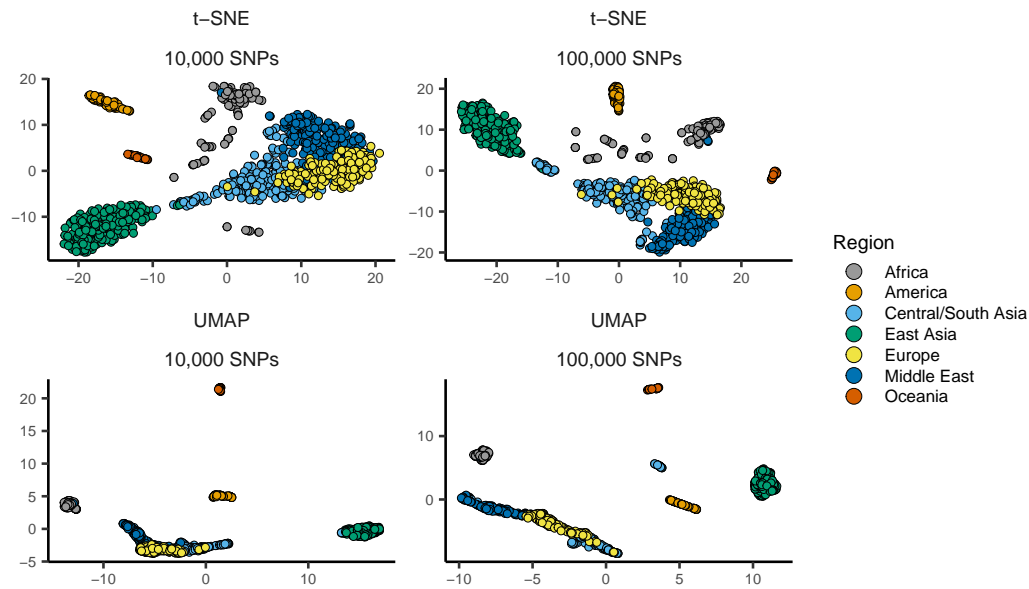 t−SNE
10,000 SNPs
20
10
0
−10
−20
−10
0
10
20
t−SNE
100,000 SNPs
20
10
0
−10
−20
−20
−10
0
10
20
UMAP
10,000 SNPs
20
15
10
5
0
−5
−10
0
10
UMAP
100,000 SNPs
10
0
−10
−5
0
5
10
Region
Africa
America
Central/South Asia
East Asia
Europe
Middle East
Oceania